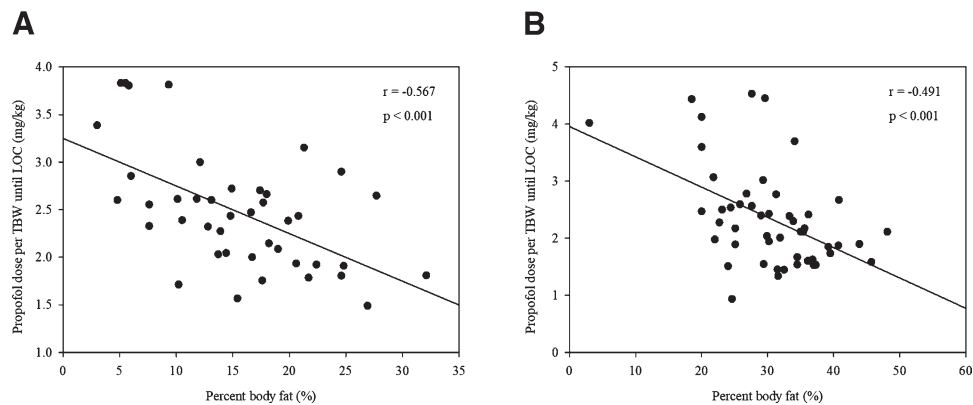 A
B
4.0
3.5
3.0
2.5
2.0
1.5
1.0
Propofol dose per TBW until LOC (mg/kg)
r = -0.567
p < 0.001
0 5 10 15 20 25 30 35
Percent body fat (%)
5
4
3
2
1
0
Propofol dose per TBW until LOC (mg/kg)
r = -0.491
p < 0.001
0 10 20 30 40 50 60
Percent body fat (%)